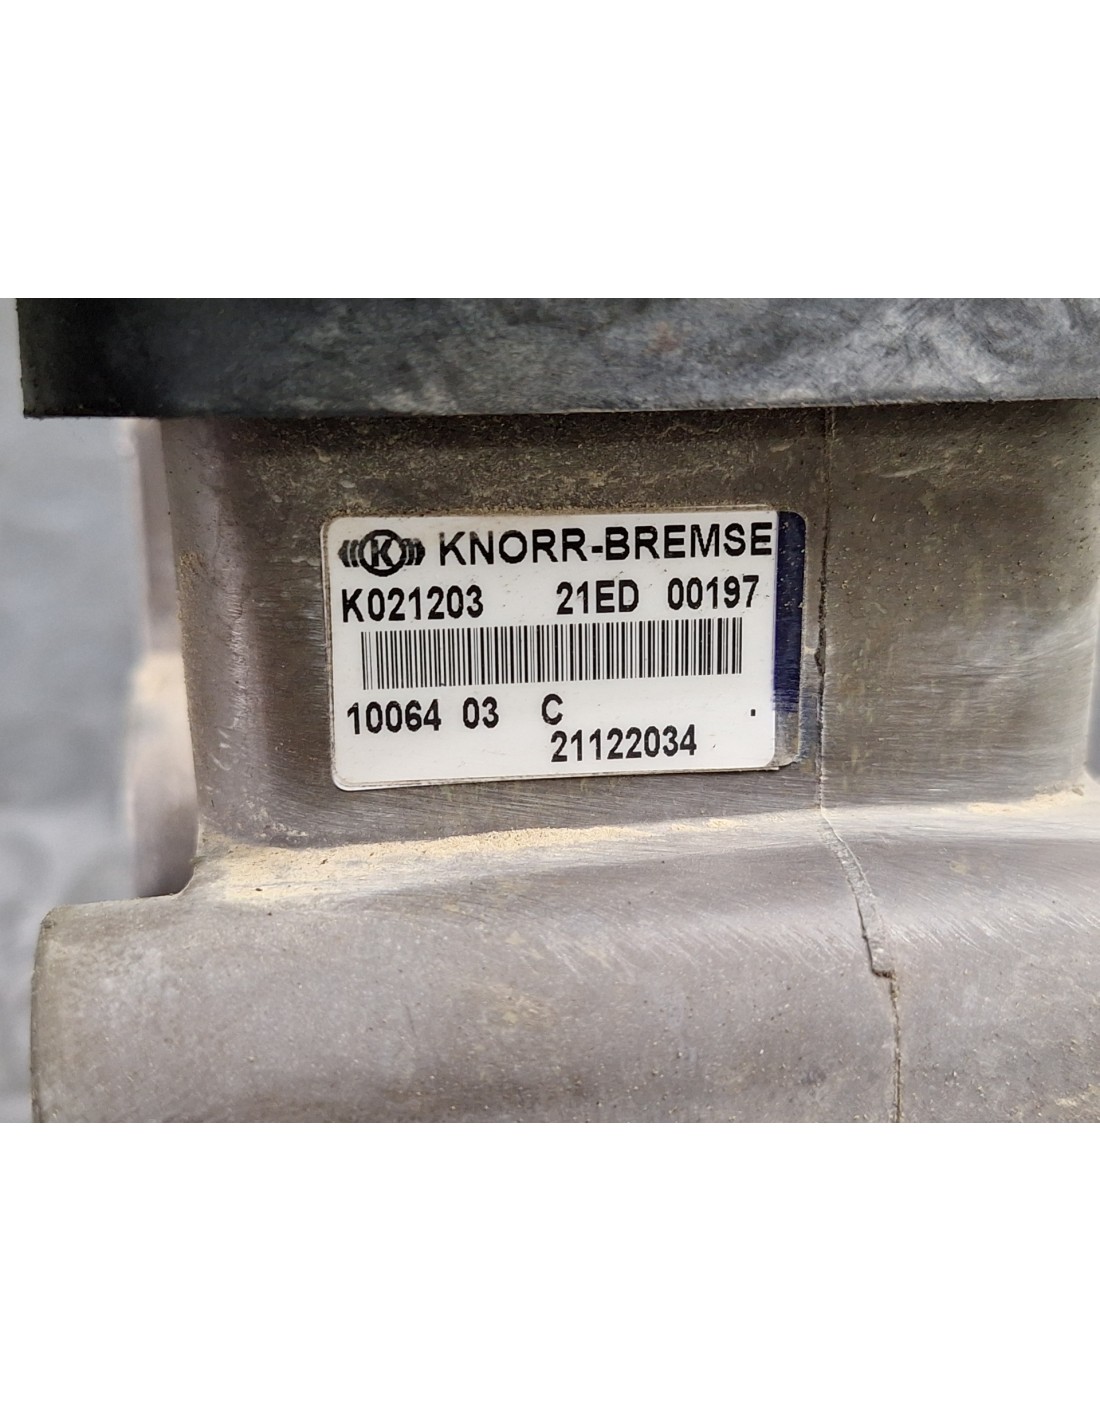 K KNORR-BREMSE
K021203 21ED 00197
10064 03 C .
21122034